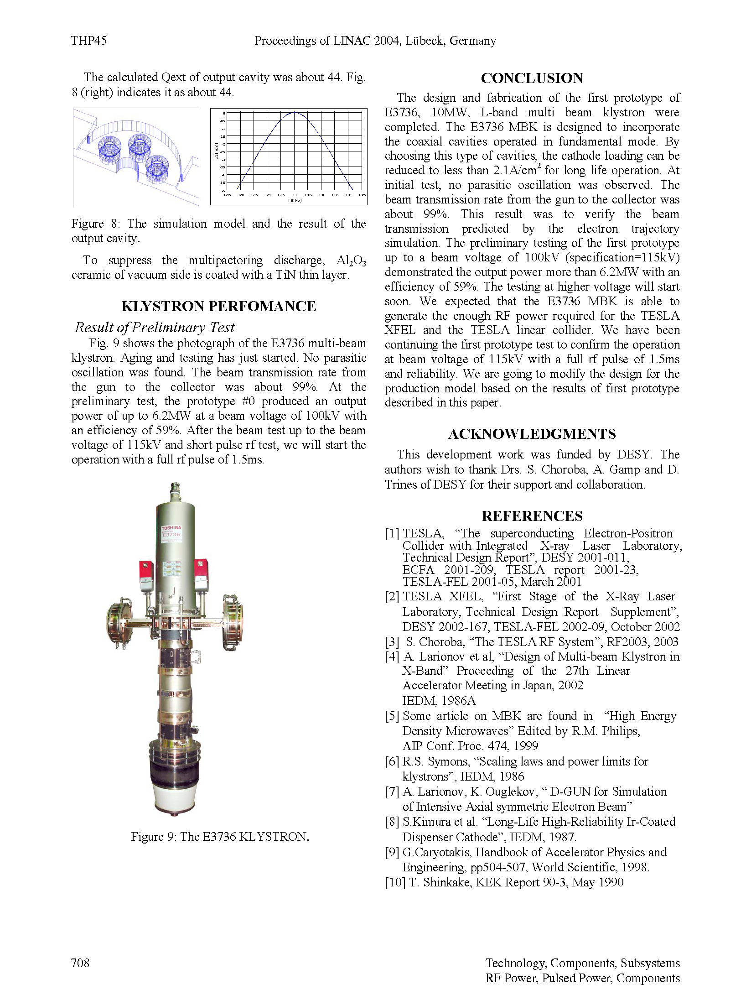 THP45
Proceedings of LINAC 2004, Lübeck, Germany
The calculated Qext of output cavity was about 44. Fig.
8 (right) indicates it as about 44.
0
-0.5
-1
-1.5
-2
-2.5
-3
-3.5
-4
-4.5
-5
S11 (dB)
1.275 1.28 1.285 1.29 1.295 1.3 1.305 1.31 1.315 1.32 1.325
f (GHz)
Figure 8: The simulation model and the result of the
output cavity.
To suppress the multipactoring discharge, Al₂O₃
ceramic of vacuum side is coated with a TiN thin layer.
KLYSTRON PERFOMANCE
Result of Preliminary Test
Fig. 9 shows the photograph of the E3736 multi-beam
klystron. Aging and testing has just started. No parasitic
oscillation was found. The beam transmission rate from
the gun to the collector was about 99%. At the
preliminary test, the prototype #0 produced an output
power of up to 6.2MW at a beam voltage of 100kV with
an efficiency of 59%. After the beam test up to the beam
voltage of 115kV and short pulse rf test, we will start the
operation with a full rf pulse of 1.5ms.
TOSHIBA
E3736
Figure 9: The E3736 KLYSTRON.
CONCLUSION
The design and fabrication of the first prototype of
E3736, 10MW, L-band multi beam klystron were
completed. The E3736 MBK is designed to incorporate
the coaxial cavities operated in fundamental mode. By
choosing this type of cavities, the cathode loading can be
reduced to less than 2.1A/cm² for long life operation. At
initial test, no parasitic oscillation was observed. The
beam transmission rate from the gun to the collector was
about 99%. This result was to verify the beam
transmission predicted by the electron trajectory
simulation. The preliminary testing of the first prototype
up to a beam voltage of 100kV (specification=115kV)
demonstrated the output power more than 6.2MW with an
efficiency of 59%. The testing at higher voltage will start
soon. We expected that the E3736 MBK is able to
generate the enough RF power required for the TESLA
XFEL and the TESLA linear collider. We have been
continuing the first prototype test to confirm the operation
at beam voltage of 115kV with a full rf pulse of 1.5ms
and reliability. We are going to modify the design for the
production model based on the results of first prototype
described in this paper.
ACKNOWLEDGMENTS
This development work was funded by DESY. The
authors wish to thank Drs. S. Choroba, A. Gamp and D.
Trines of DESY for their support and collaboration.
REFERENCES
[1] TESLA, “The superconducting Electron-Positron
Collider with Integrated X-ray Laser Laboratory,
Technical Design Report”, DESY 2001-011,
ECFA 2001-209, TESLA report 2001-23,
TESLA-FEL 2001-05, March 2001
[2] TESLA XFEL, “First Stage of the X-Ray Laser
Laboratory, Technical Design Report Supplement”,
DESY 2002-167, TESLA-FEL 2002-09, October 2002
[3] S. Choroba, “The TESLA RF System”, RF2003, 2003
[4] A. Larionov et al, “Design of Multi-beam Klystron in
X-Band” Proceeding of the 27th Linear
Accelerator Meeting in Japan, 2002
IEDM, 1986A
[5] Some article on MBK are found in “High Energy
Density Microwaves” Edited by R.M. Philips,
AIP Conf. Proc. 474, 1999
[6] R.S. Symons, “Scaling laws and power limits for
klystrons”, IEDM, 1986
[7] A. Larionov, K. Ouglekov, “ D-GUN for Simulation
of Intensive Axial symmetric Electron Beam”
[8] S.Kimura et al. “Long-Life High-Reliability Ir-Coated
Dispenser Cathode”, IEDM, 1987.
[9] G.Caryotakis, Handbook of Accelerator Physics and
Engineering, pp504-507, World Scientific, 1998.
[10] T. Shinkake, KEK Report 90-3, May 1990
708
Technology, Components, Subsystems
RF Power, Pulsed Power, Components